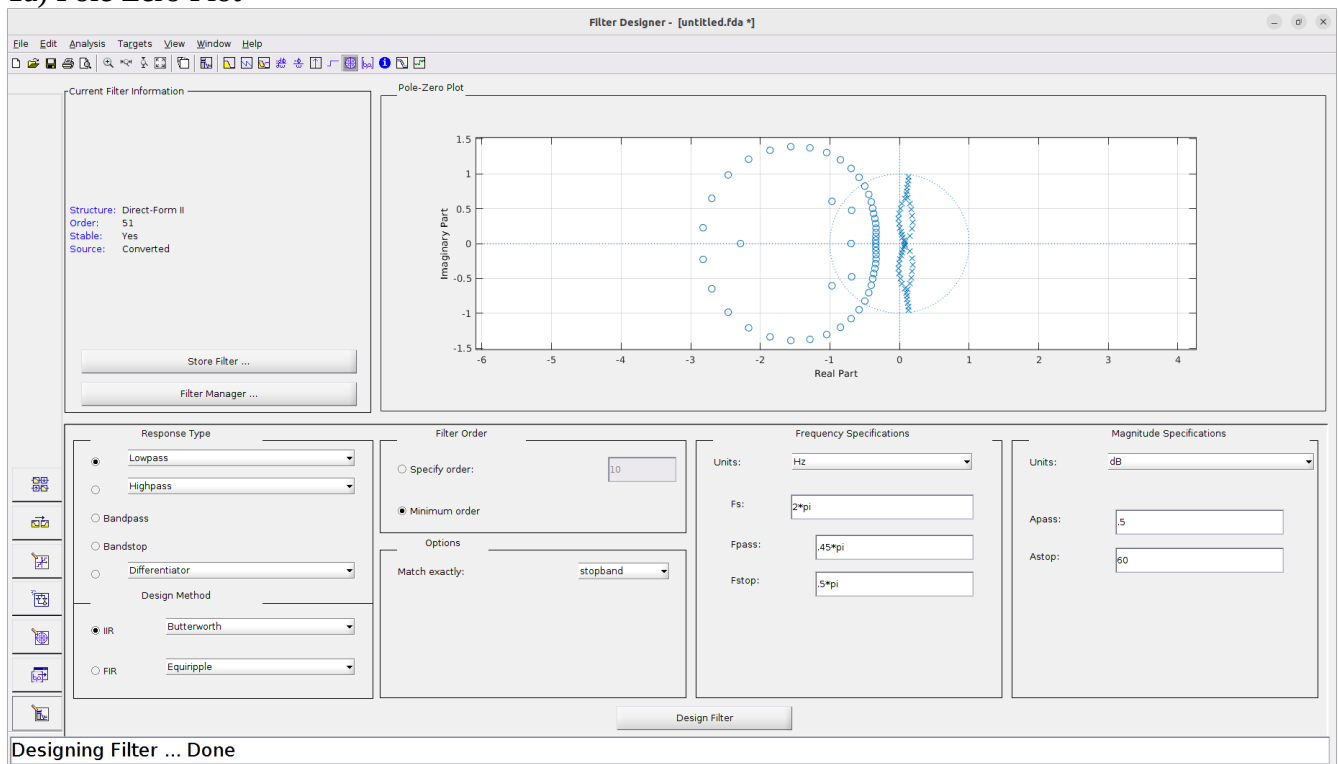 Filter Designer - [untitled.fda *]
File Edit Analysis Targets View Window Help
Current Filter Information
Structure: Direct-Form II
Order: 51
Stable: Yes
Source: Converted
Store Filter ...
Filter Manager ...
Pole-Zero Plot
1.5
1
0.5
0
-0.5
-1
-1.5
Imaginary Part
-6 -5 -4 -3 -2 -1 0 1 2 3 4
Real Part
Response Type
Lowpass
Highpass
Bandpass
Bandstop
Differentiator
Design Method
IIR Butterworth
FIR Equiripple
Filter Order
Specify order: 10
Minimum order
Options
Match exactly: stopband
Frequency Specifications
Units: Hz
Fs: 2*pi
Fpass: .45*pi
Fstop: .5*pi
Magnitude Specifications
Units: dB
Apass: .5
Astop: 60
Design Filter
Designing Filter ... Done